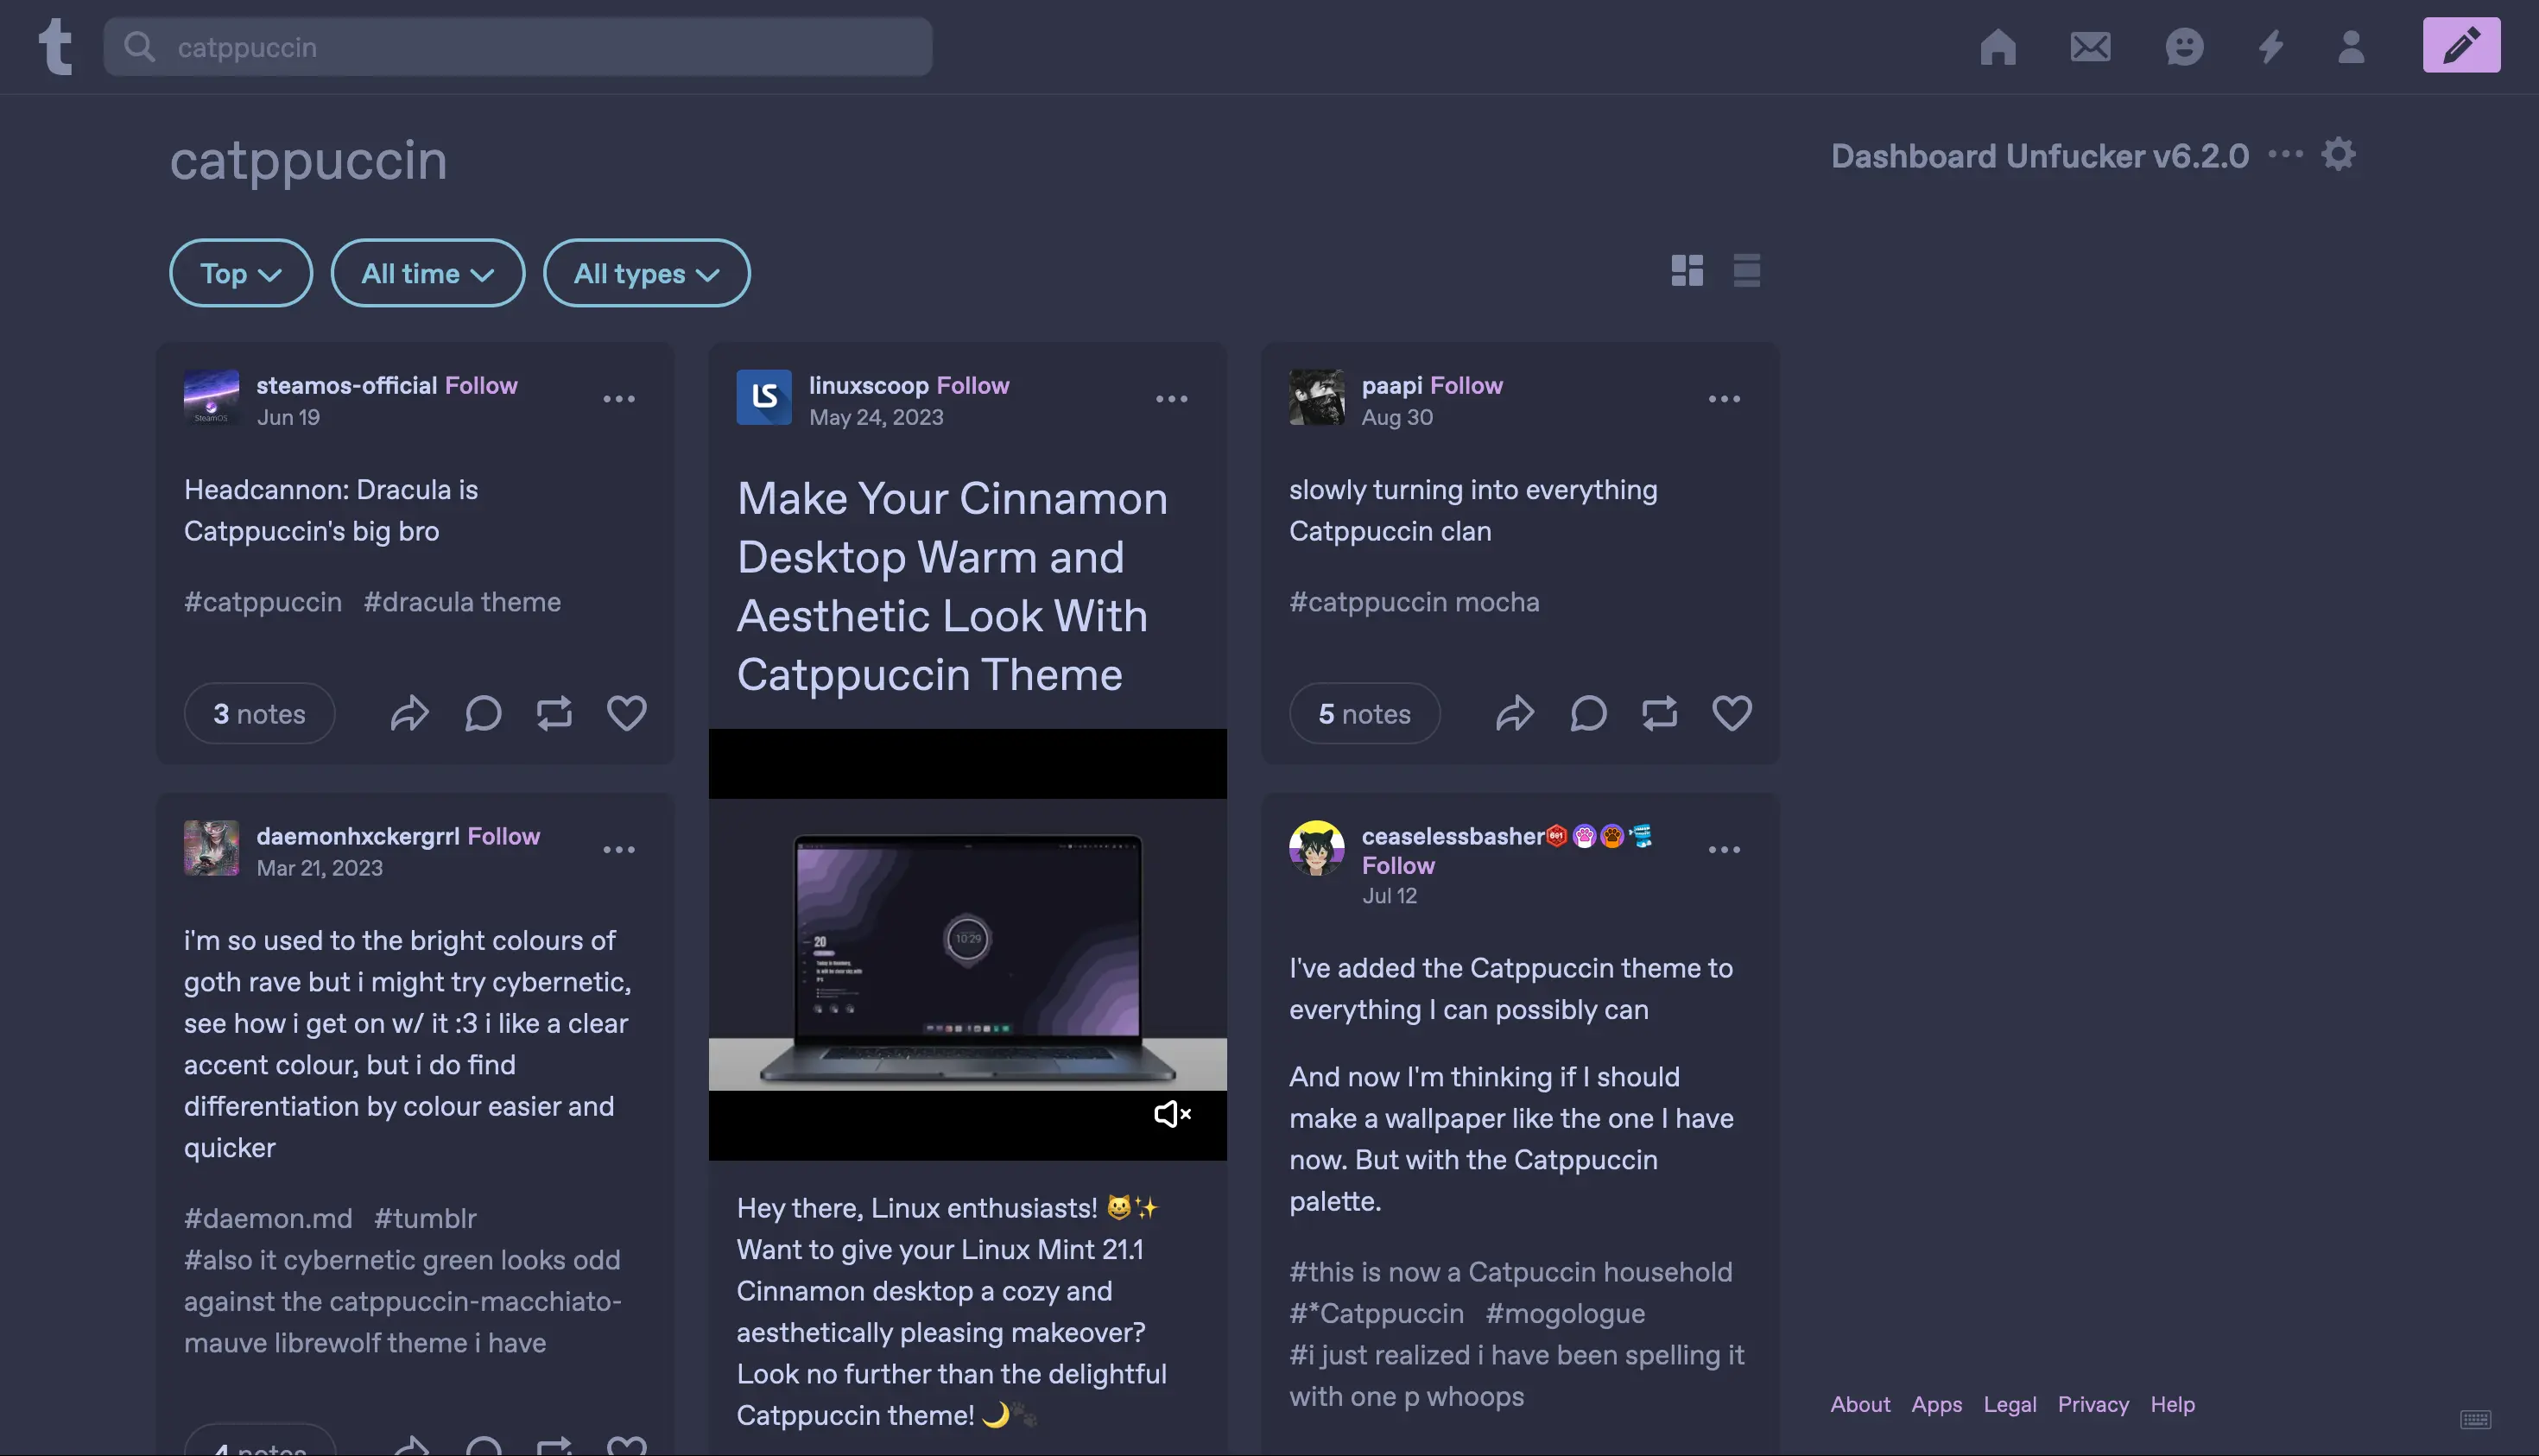 t
catppuccin
catppuccin
Dashboard Unfucker v6.2.0
Top
All time
All types
steamos-official Follow
Jun 19
Headcannon: Dracula is
Catppuccin's big bro
#catppuccin #dracula theme
3 notes
daemonhxckergrrl Follow
Mar 21, 2023
i'm so used to the bright colours of
goth rave but i might try cybernetic,
see how i get on w/ it :3 i like a clear
accent colour, but i do find
differentiation by colour easier and
quicker
#daemon.md #tumblr
#also it cybernetic green looks odd
against the catppuccin-macchiato-
mauve librewolf theme i have
4 notes
LS
linuxscoop Follow
May 24, 2023
Make Your Cinnamon
Desktop Warm and
Aesthetic Look With
Catppuccin Theme
20
10:29
Hey there, Linux enthusiasts! 😺✨
Want to give your Linux Mint 21.1
Cinnamon desktop a cozy and
aesthetically pleasing makeover?
Look no further than the delightful
Catppuccin theme! 🌙🐾
paapi Follow
Aug 30
slowly turning into everything
Catppuccin clan
#catppuccin mocha
5 notes
ceaselessbasher
Follow
Jul 12
I've added the Catppuccin theme to
everything I can possibly can
And now I'm thinking if I should
make a wallpaper like the one I have
now. But with the Catppuccin
palette.
#this is now a Catpuccin household
#*Catppuccin #mogologue
#i just realized i have been spelling it
with one p whoops
SteamOS
About Apps Legal Privacy Help